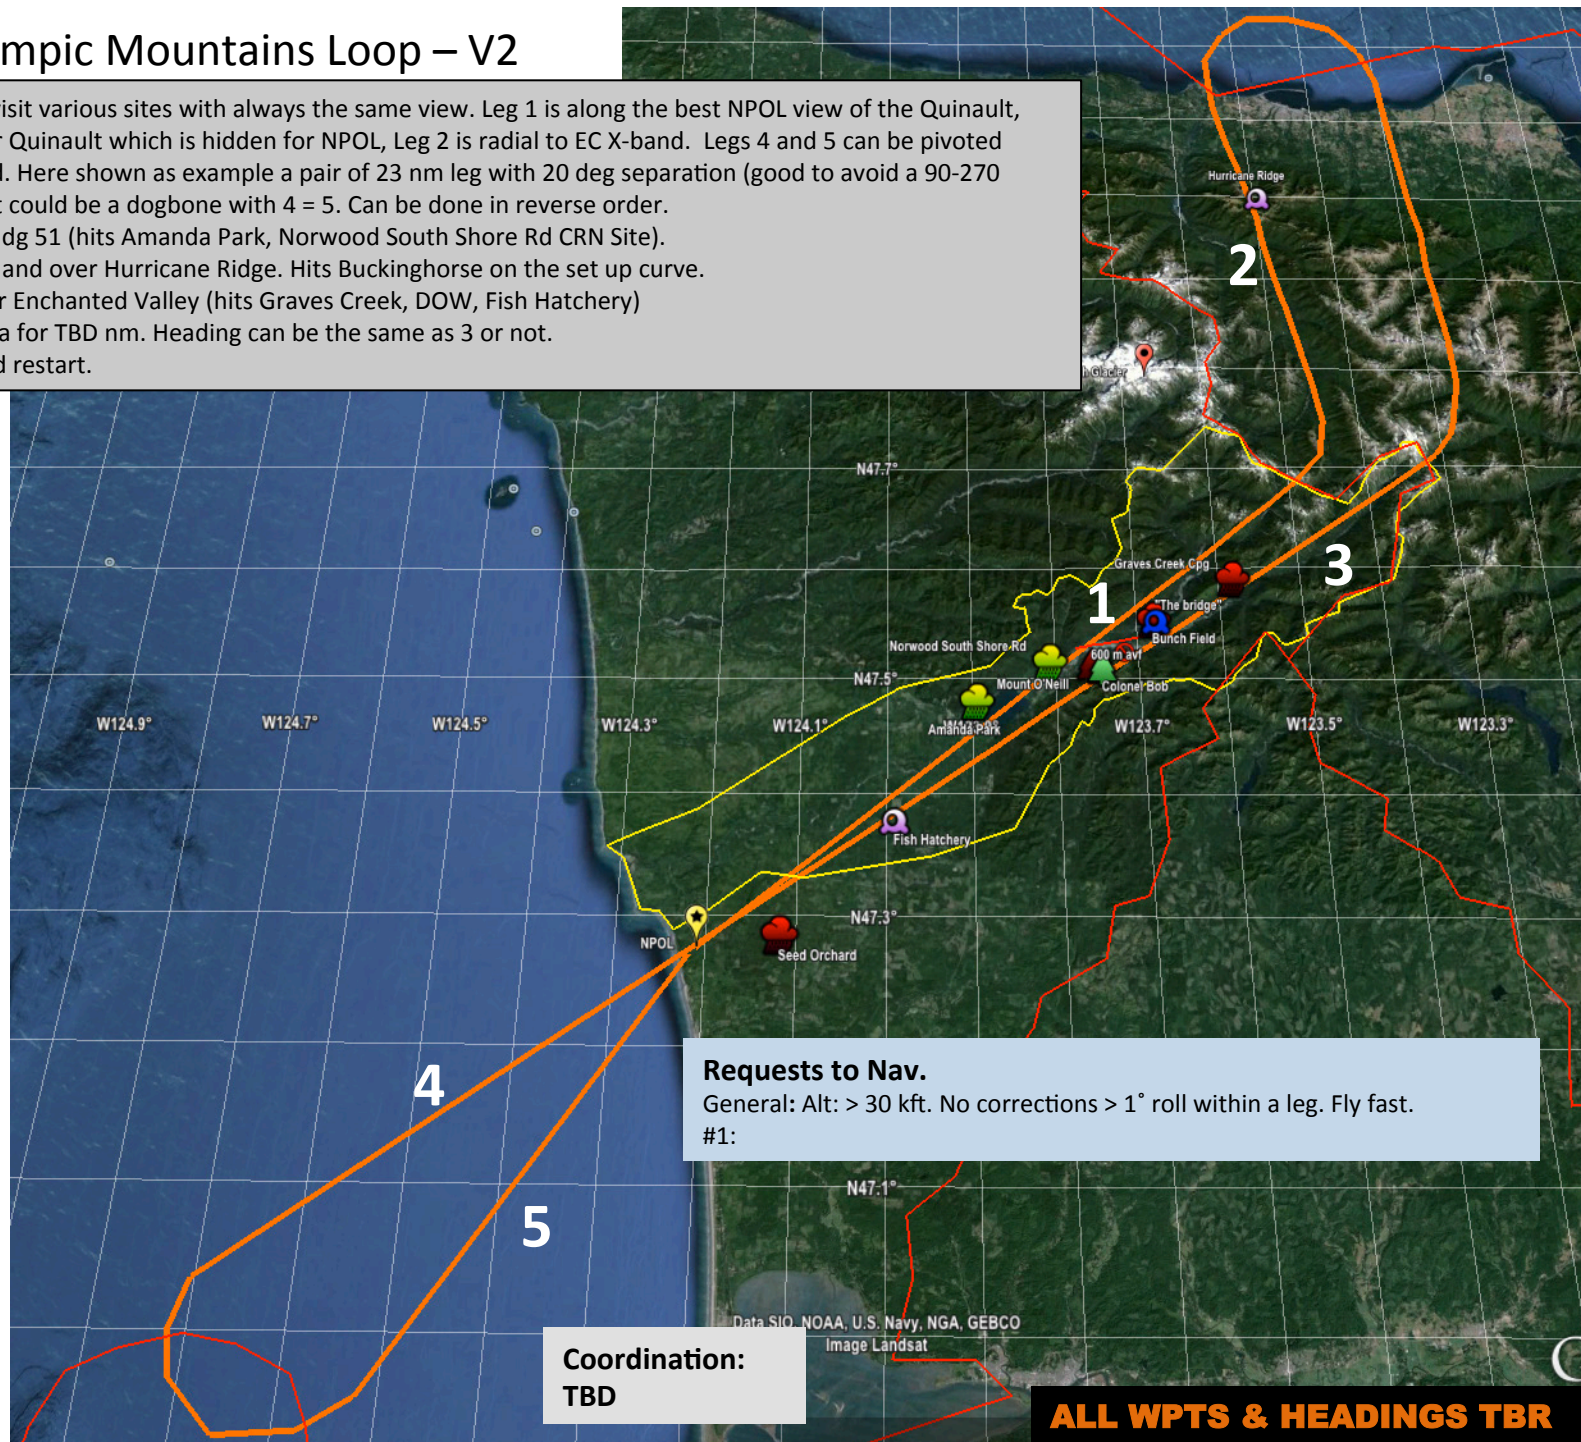 mpic Mountains Loop – V2
visit various sites with always the same view. Leg 1 is along the best NPOL view of the Quinault,
r Quinault which is hidden for NPOL, Leg 2 is radial to EC X-band.  Legs 4 and 5 can be pivoted
d. Here shown as example a pair of 23 nm leg with 20 deg separation (good to avoid a 90-270
t could be a dogbone with 4 = 5. Can be done in reverse order.
dg 51 (hits Amanda Park, Norwood South Shore Rd CRN Site).
and over Hurricane Ridge. Hits Buckinghorse on the set up curve.
r Enchanted Valley (hits Graves Creek, DOW, Fish Hatchery)
a for TBD nm. Heading can be the same as 3 or not.
d restart.
Hurricane Ridge
2
h Glacier
N47.7°
Graves Creek Cpg
3
1
"The bridge"
Bunch Field
Norwood South Shore Rd
600 m avf
N47.5°
Mount O'Neill
Colonel Bob
W124.9°
W124.7°
W124.5°
W124.3°
W124.1°
W123.9°
Amanda Park
W123.7°
W123.5°
W123.3°
Fish Hatchery
N47.3°
NPOL
Seed Orchard
4
Requests to Nav.
General: Alt: > 30 kft. No corrections > 1˚ roll within a leg. Fly fast.
#1:
N47.1°
5
Data SIO, NOAA, U.S. Navy, NGA, GEBCO
Image Landsat
Coordination:
TBD
ALL WPTS & HEADINGS TBR